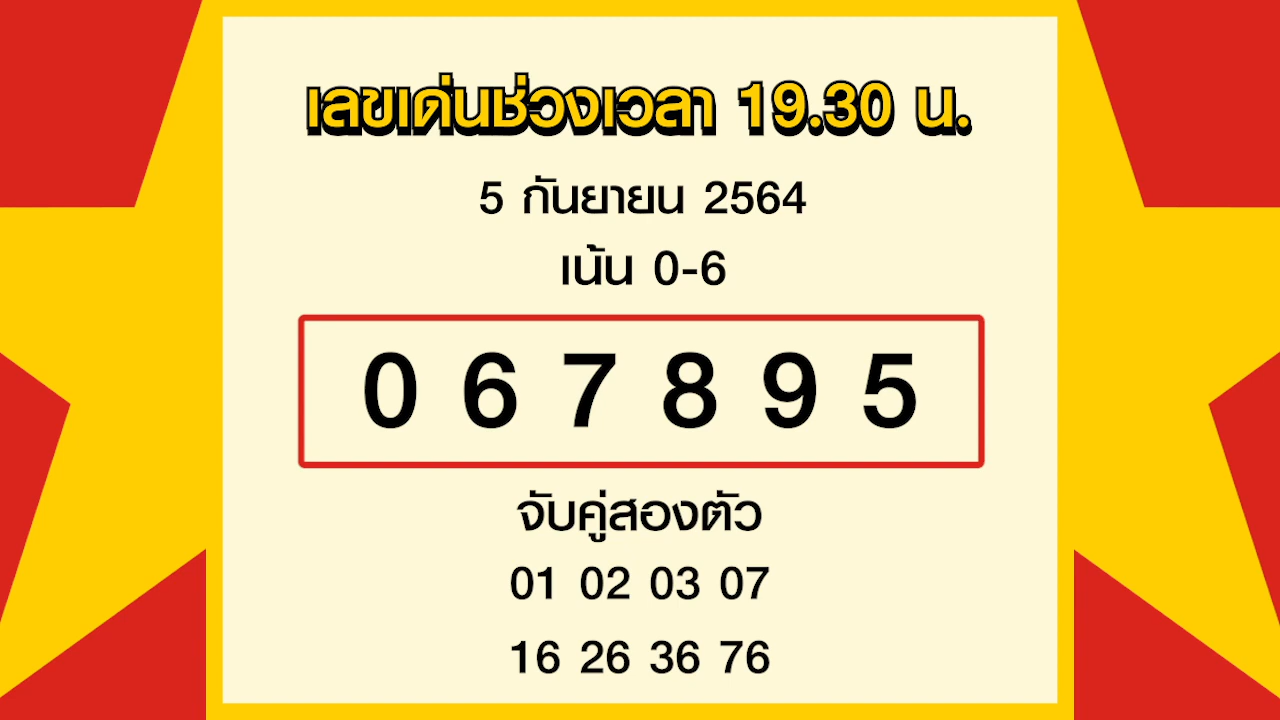 เลขเด่นช่วงเวลา 19.30 น.
5 กันยายน 2564
เน้น 0-6
0 6 7 8 9 5
จับคู่สองตัว
01 02 03 07
16 26 36 76